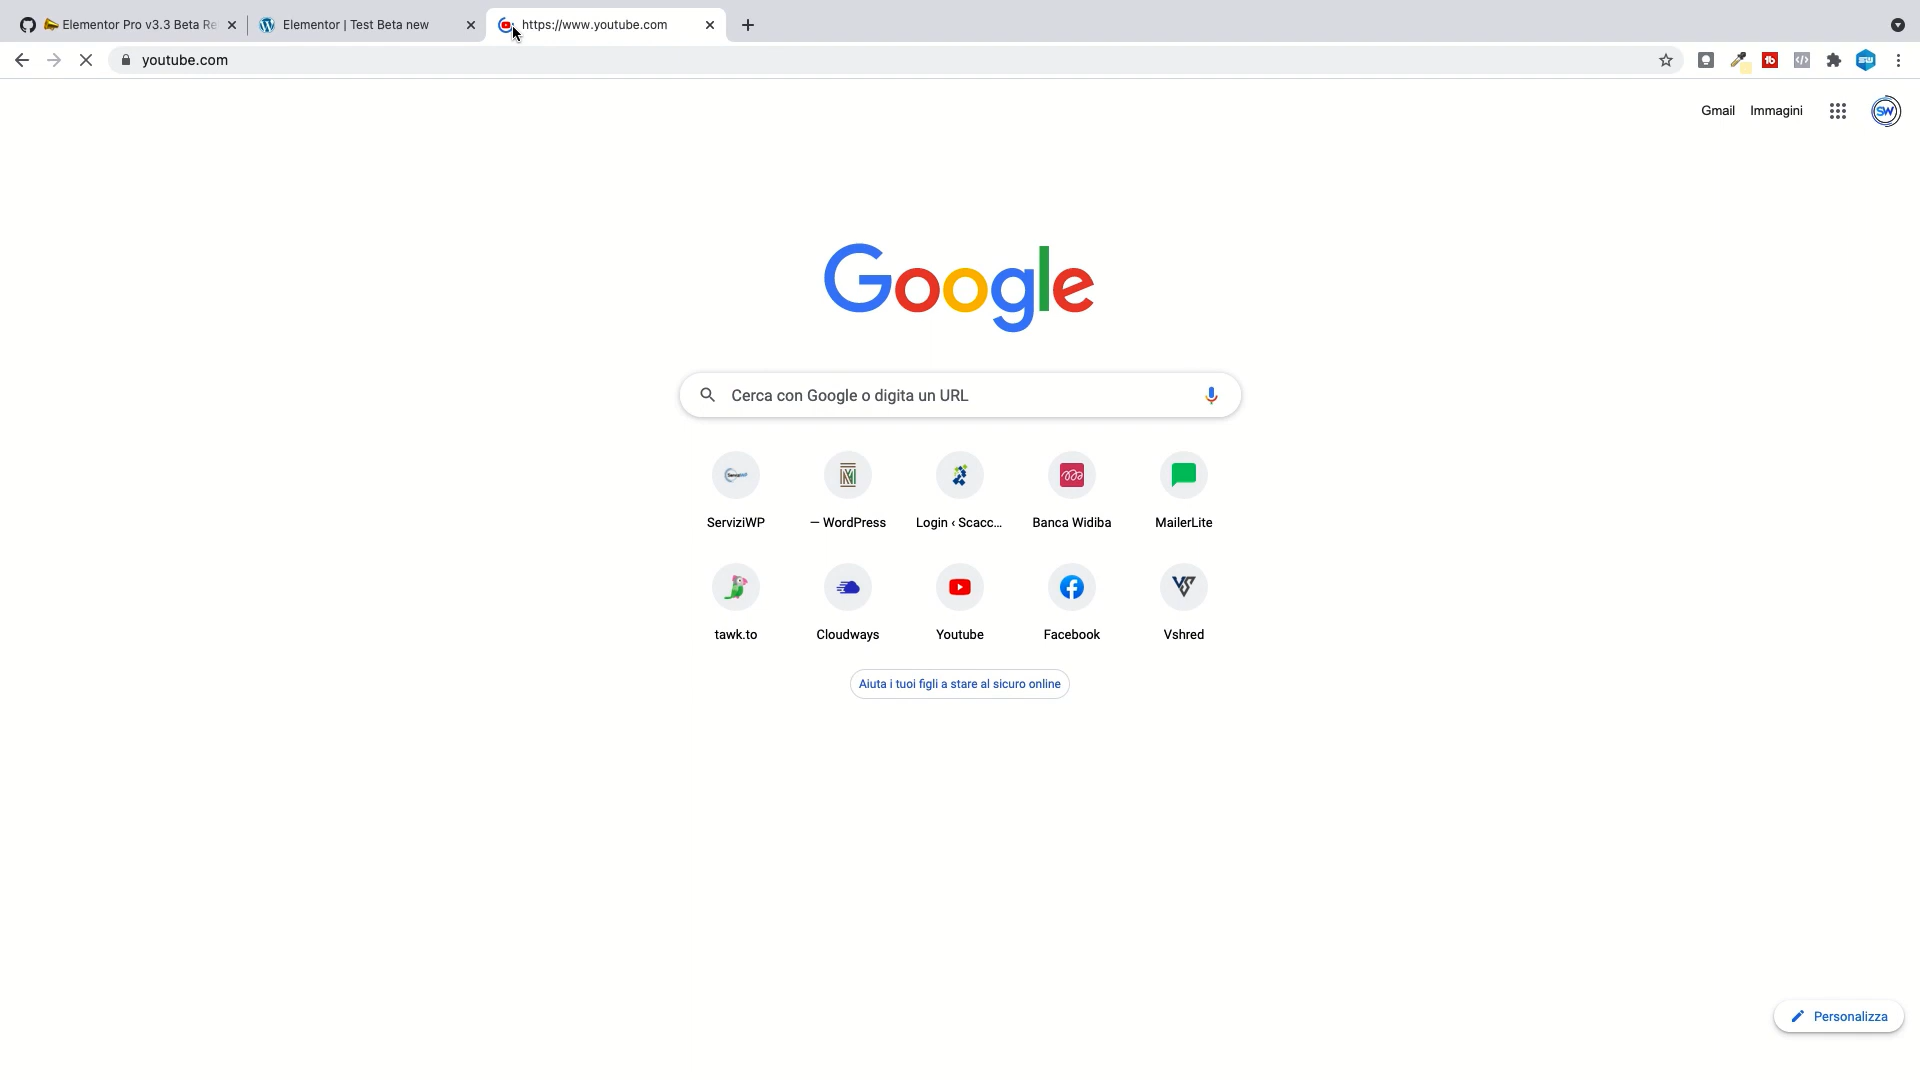 Elementor Pro v3.3 Beta Re
Elementor | Test Beta new
https://www.youtube.com
youtube.com
Gmail
Immagini
SW
Google
Cerca con Google o digita un URL
ServiziWP
— WordPress
Login ‹ Scacc...
Banca Widiba
MailerLite
tawk.to
Cloudways
Youtube
Facebook
Vshred
Aiuta i tuoi figli a stare al sicuro online
Personalizza